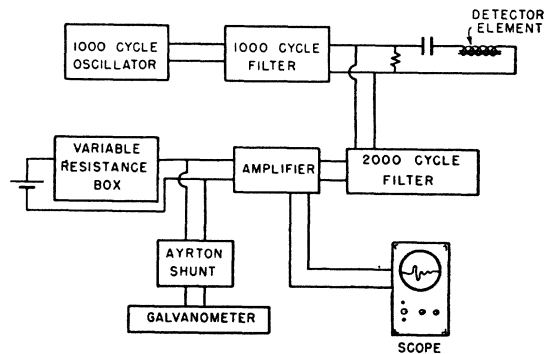 DETECTOR
ELEMENT
1000 CYCLE
OSCILLATOR
1000 CYCLE
FILTER
VARIABLE
RESISTANCE
BOX
AMPLIFIER
2000 CYCLE
FILTER
AYRTON
SHUNT
GALVANOMETER
SCOPE